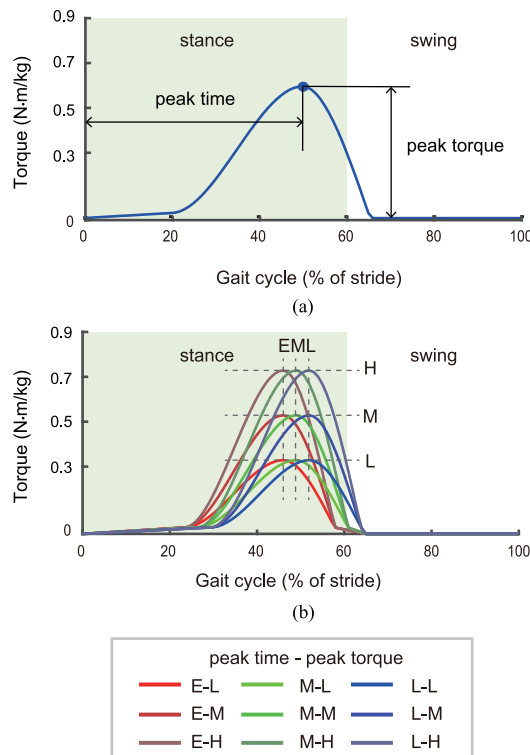 0.9
0.7
0.5
0.3
0
Torque (N·m/kg)
stance
swing
peak time
peak torque
0
20
40
60
80
100
Gait cycle (% of stride)
(a)
0.9
0.7
0.5
0.3
0
Torque (N·m/kg)
stance
EML
swing
H
M
L
0
20
40
60
80
100
Gait cycle (% of stride)
(b)
peak time - peak torque
E-L M-L L-L
E-M M-M L-M
E-H M-H L-H